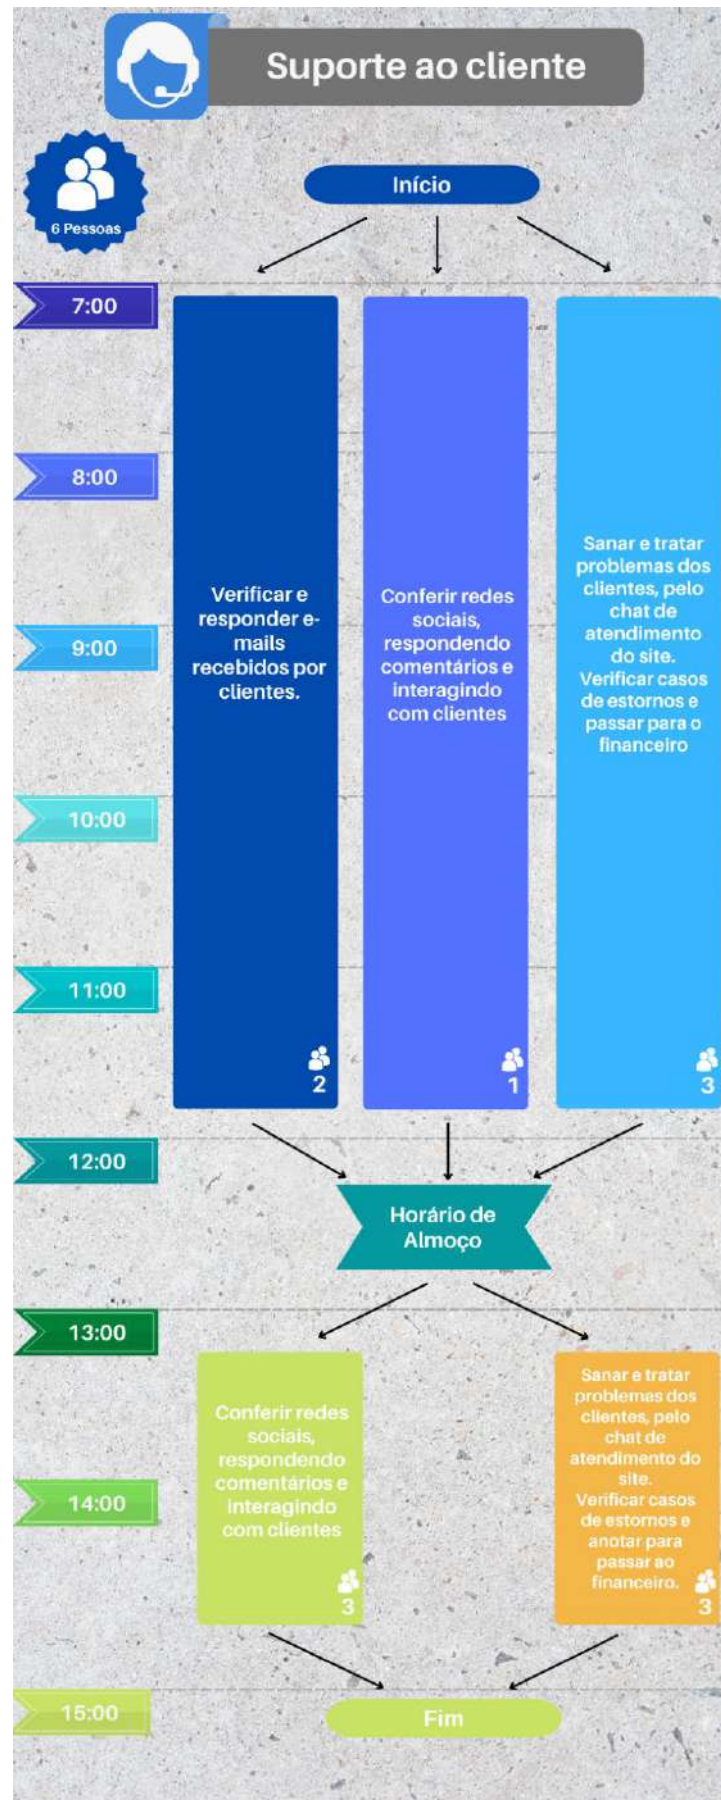 Suporte ao cliente
6 Pessoas
Início
7:00
8:00
9:00
10:00
11:00
Verificar e
responder e-
mails
recebidos por
clientes.
2
Conferir redes
sociais,
respondendo
comentários e
interagindo
com clientes
1
Sanar e tratar
problemas dos
clientes, pelo
chat de
atendimento
do site.
Verificar casos
de estornos e
passar para o
financeiro
3
12:00
Horário de
Almoço
13:00
14:00
Conferir redes
sociais,
respondendo
comentários e
interagindo
com clientes
3
Sanar e tratar
problemas dos
clientes, pelo
chat de
atendimento do
site.
Verificar casos
de estornos e
anotar para
passar ao
financeiro.
3
15:00
Fim